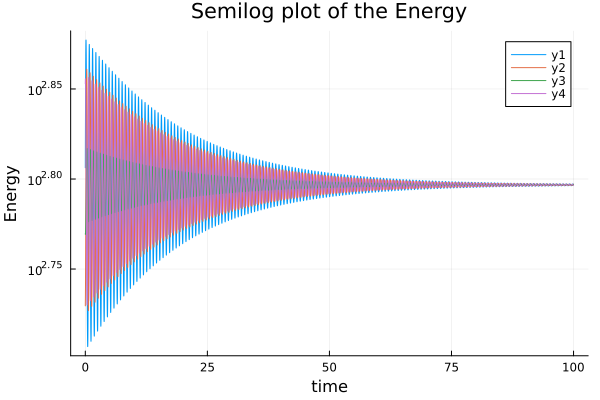 Semilog plot of the Energy
y1
y2
y3
y4
10^2.85
10^2.80
10^2.75
Energy
0 25 50 75 100
time